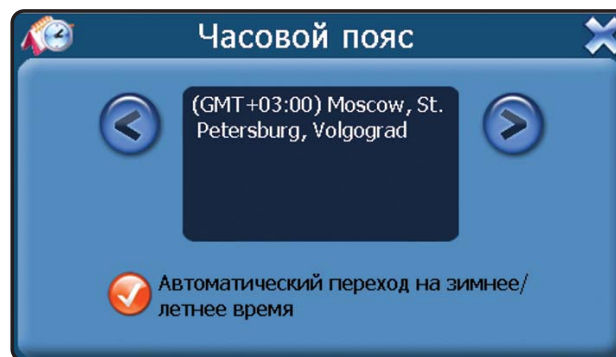 Часовой пояс
(GMT+03:00) Moscow, St.
Petersburg, Volgograd
Автоматический переход на зимнее/
летнее время